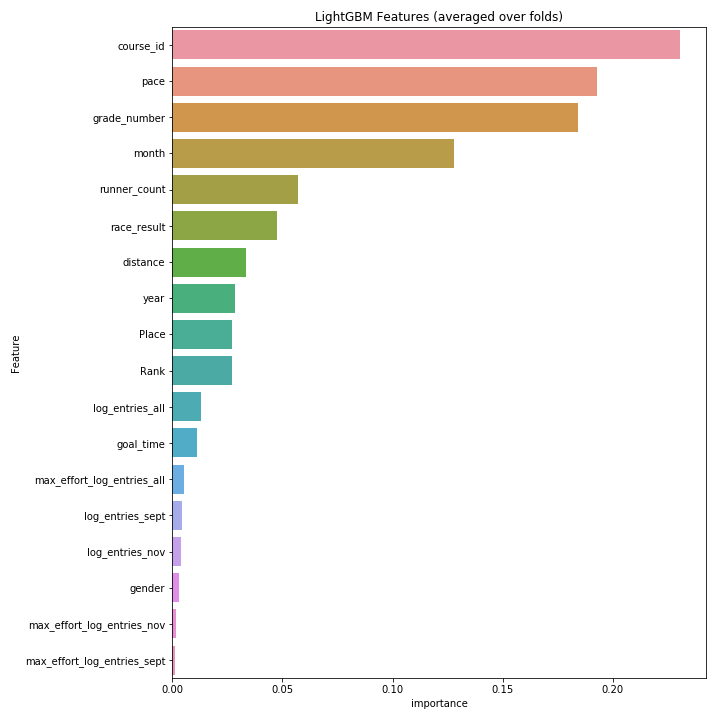 LightGBM Features (averaged over folds)
course_id
pace
grade_number
month
runner_count
race_result
distance
year
Place
Rank
log_entries_all
goal_time
max_effort_log_entries_all
log_entries_sept
log_entries_nov
gender
max_effort_log_entries_nov
max_effort_log_entries_sept
Feature
0.00 0.05 0.10 0.15 0.20
importance